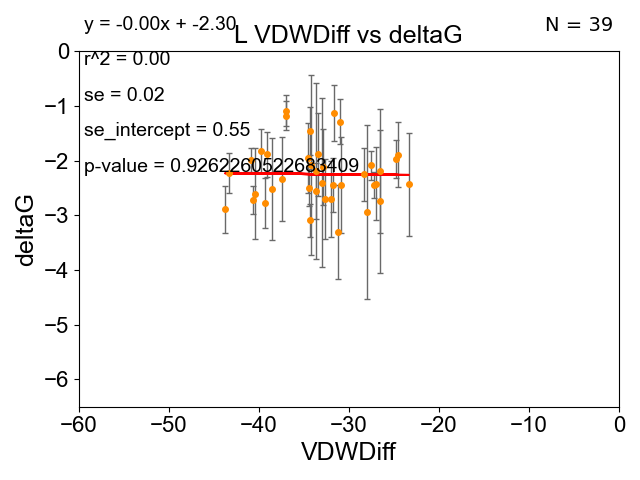 y = -0.00x + -2.30
N = 39
L VDWDiff vs deltaG
r^2 = 0.00
se = 0.02
se_intercept = 0.55
p-value = 0.9262260522683409
0
−1
−2
−3
−4
−5
−6
deltaG
−60
−50
−40
−30
−20
−10
0
VDWDiff